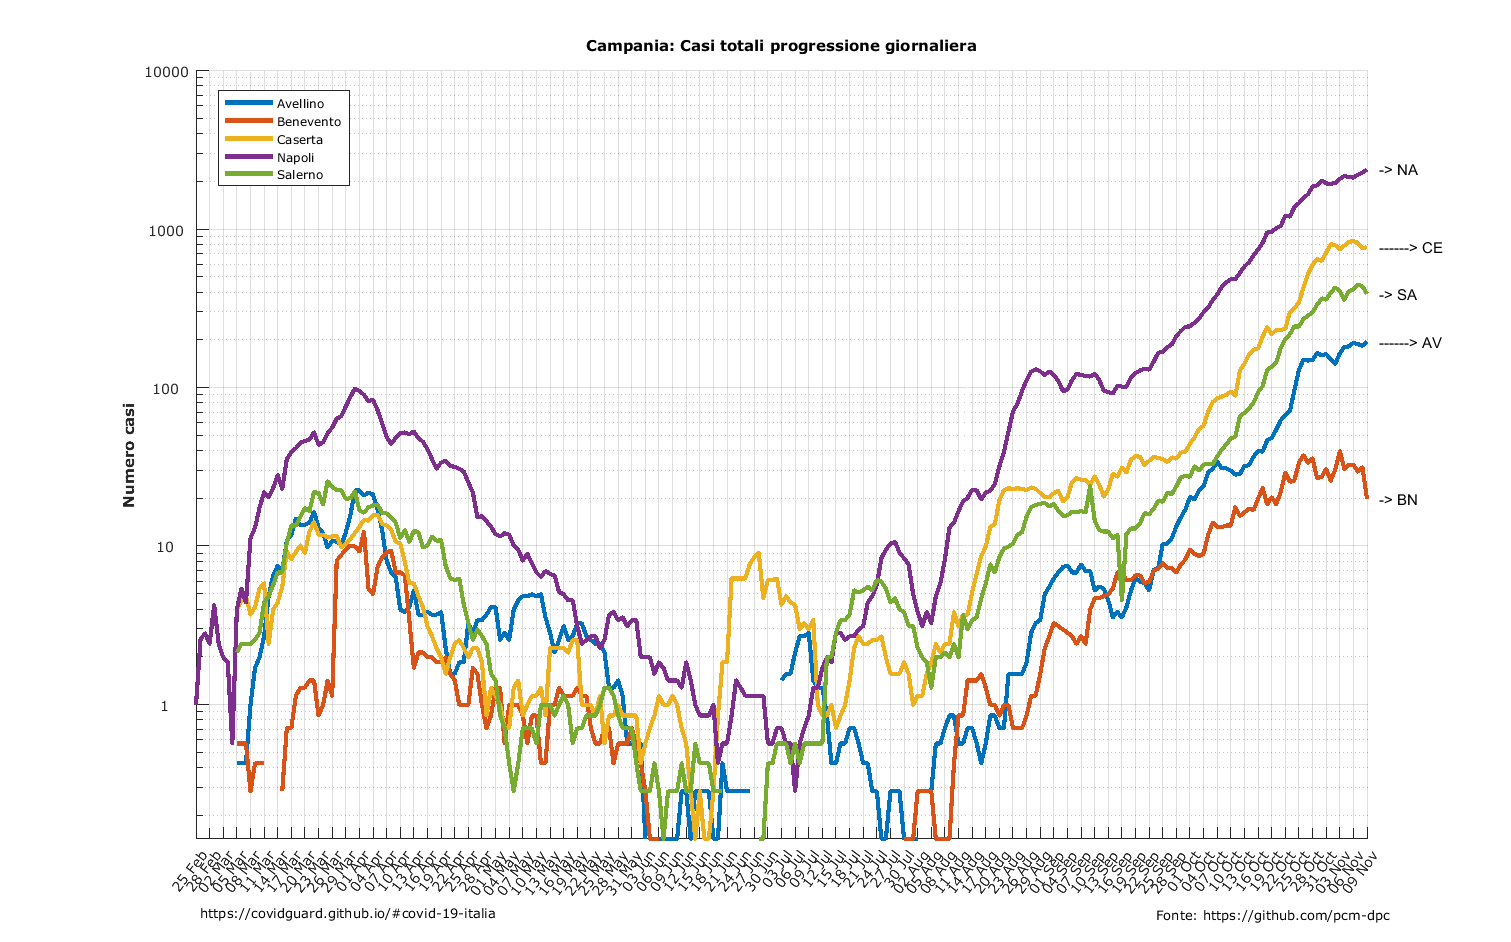 Campania: Casi totali progressione giornaliera
10000
1000
100
10
1
Numero casi
Avellino
Benevento
Caserta
Napoli
Salerno
-> NA
------> CE
-> SA
------> AV
-> BN
25 Feb
28 Feb
02 Mar
05 Mar
08 Mar
11 Mar
14 Mar
17 Mar
20 Mar
23 Mar
26 Mar
29 Mar
01 Apr
04 Apr
07 Apr
10 Apr
13 Apr
16 Apr
19 Apr
22 Apr
25 Apr
28 Apr
01 May
04 May
07 May
10 May
13 May
16 May
19 May
22 May
25 May
28 May
31 May
03 Jun
06 Jun
09 Jun
12 Jun
15 Jun
18 Jun
21 Jun
24 Jun
27 Jun
30 Jun
03 Jul
06 Jul
09 Jul
12 Jul
15 Jul
18 Jul
21 Jul
24 Jul
27 Jul
30 Jul
02 Aug
05 Aug
08 Aug
11 Aug
14 Aug
17 Aug
20 Aug
23 Aug
26 Aug
29 Aug
01 Sep
04 Sep
07 Sep
10 Sep
13 Sep
16 Sep
19 Sep
22 Sep
25 Sep
28 Sep
01 Oct
04 Oct
07 Oct
10 Oct
13 Oct
16 Oct
19 Oct
22 Oct
25 Oct
28 Oct
31 Oct
03 Nov
06 Nov
09 Nov
https://covidguard.github.io/#covid-19-italia
Fonte: https://github.com/pcm-dpc